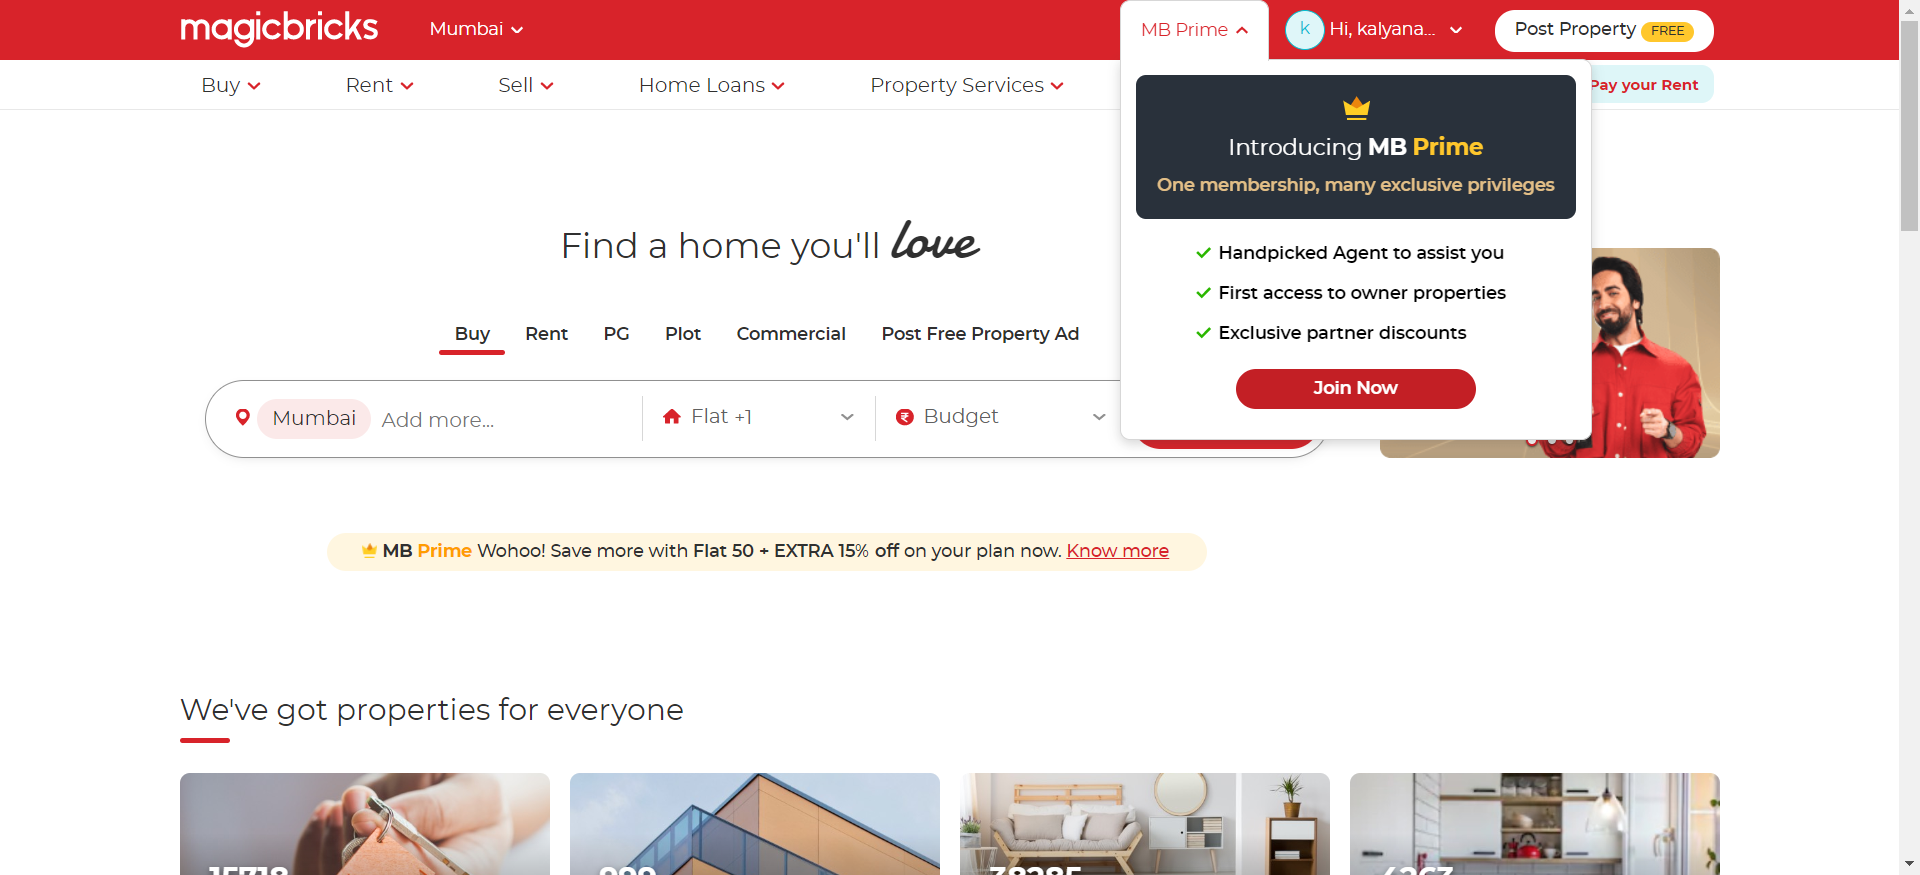 magicbricks
Mumbai
MB Prime
k
Hi, kalyana...
Post Property FREE
Buy
Rent
Sell
Home Loans
Property Services
Pay your Rent
Introducing MB Prime
One membership, many exclusive privileges
Handpicked Agent to assist you
First access to owner properties
Exclusive partner discounts
Join Now
Find a home you'll love
Buy
Rent
PG
Plot
Commercial
Post Free Property Ad
Mumbai
Add more...
Flat +1
Budget
MB Prime Wohoo! Save more with Flat 50 + EXTRA 15% off on your plan now. Know more
We've got properties for everyone